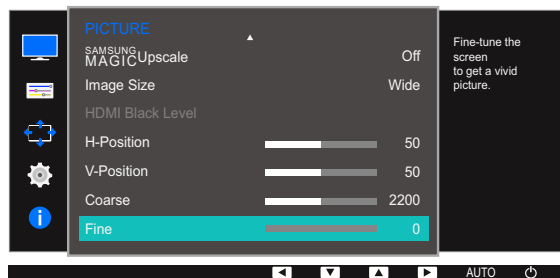 PICTURE
SAMSUNG
MAGIC Upscale Off
Image Size Wide
HDMI Black Level
H-Position 50
V-Position 50
Coarse 2200
Fine 0
Fine-tune the
screen
to get a vivid
picture.
AUTO